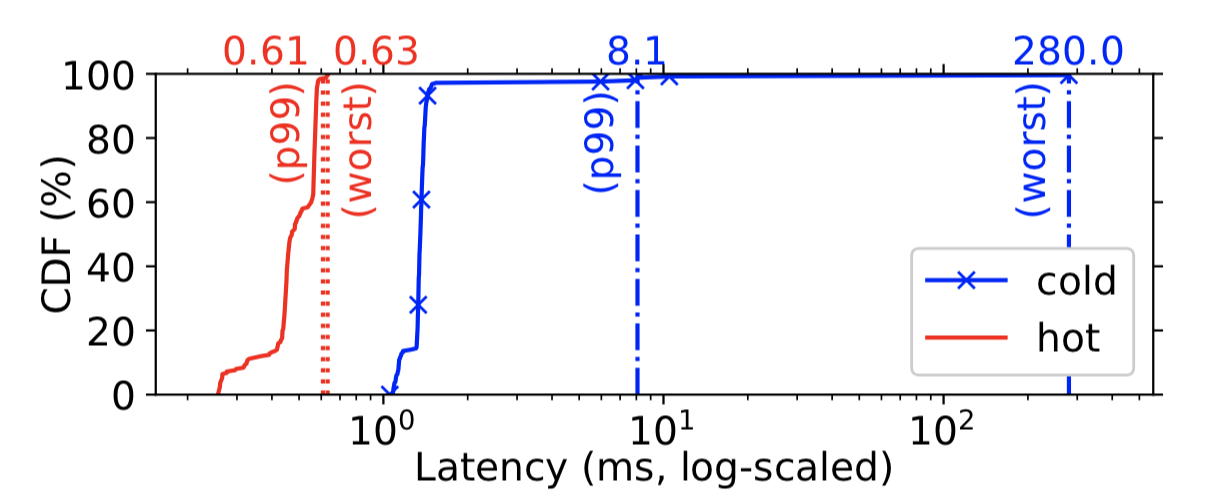 0.61 0.63 8.1 280.0
(p99) (worst) (p99) (worst)
CDF (%)
100
80
60
40
20
0
cold
hot
10⁰ 10¹ 10²
Latency (ms, log-scaled)